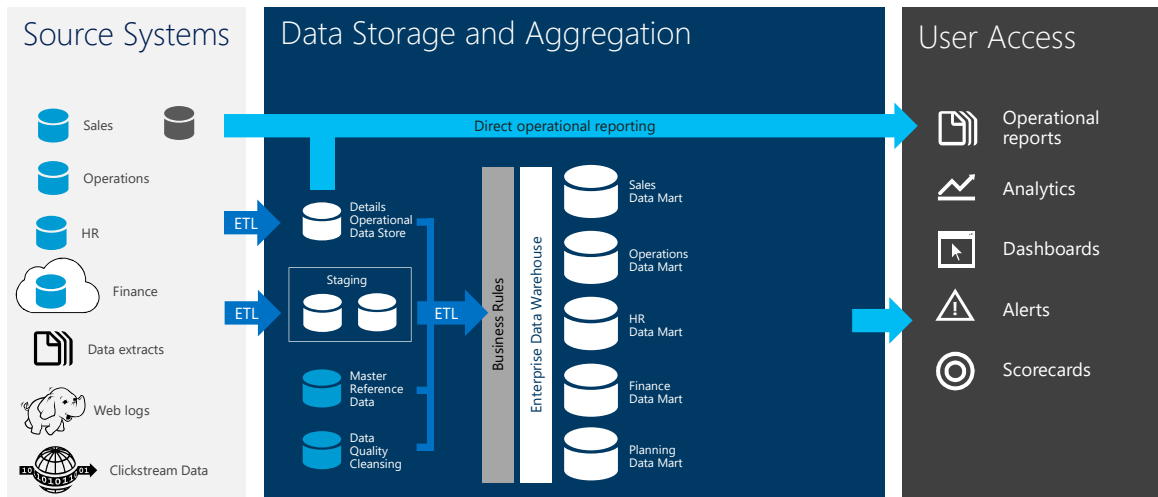 Source Systems
Sales
Operations
HR
Finance
Data extracts
Web logs
Clickstream Data
10
01
10101100
Data Storage and Aggregation
Direct operational reporting
ETL
Details
Operational
Data Store
ETL
Staging
ETL
Master
Reference
Data
Data
Quality
Cleansing
Business Rules
Enterprise Data Warehouse
Sales
Data Mart
Operations
Data Mart
HR
Data Mart
Finance
Data Mart
Planning
Data Mart
User Access
Operational
reports
Analytics
Dashboards
Alerts
Scorecards